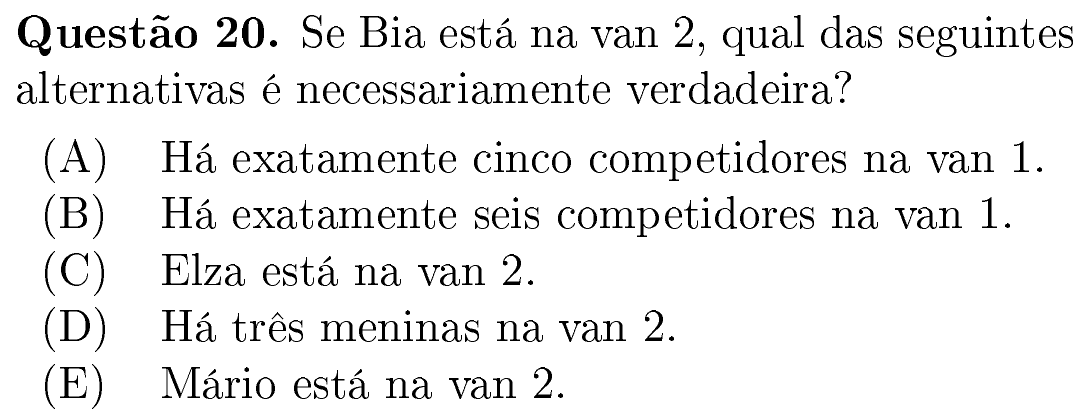 Questão 20. Se Bia está na van 2, qual das seguintes
alternativas é necessariamente verdadeira?
(A) Há exatamente cinco competidores na van 1.
(B) Há exatamente seis competidores na van 1.
(C) Elza está na van 2.
(D) Há três meninas na van 2.
(E) Mário está na van 2.